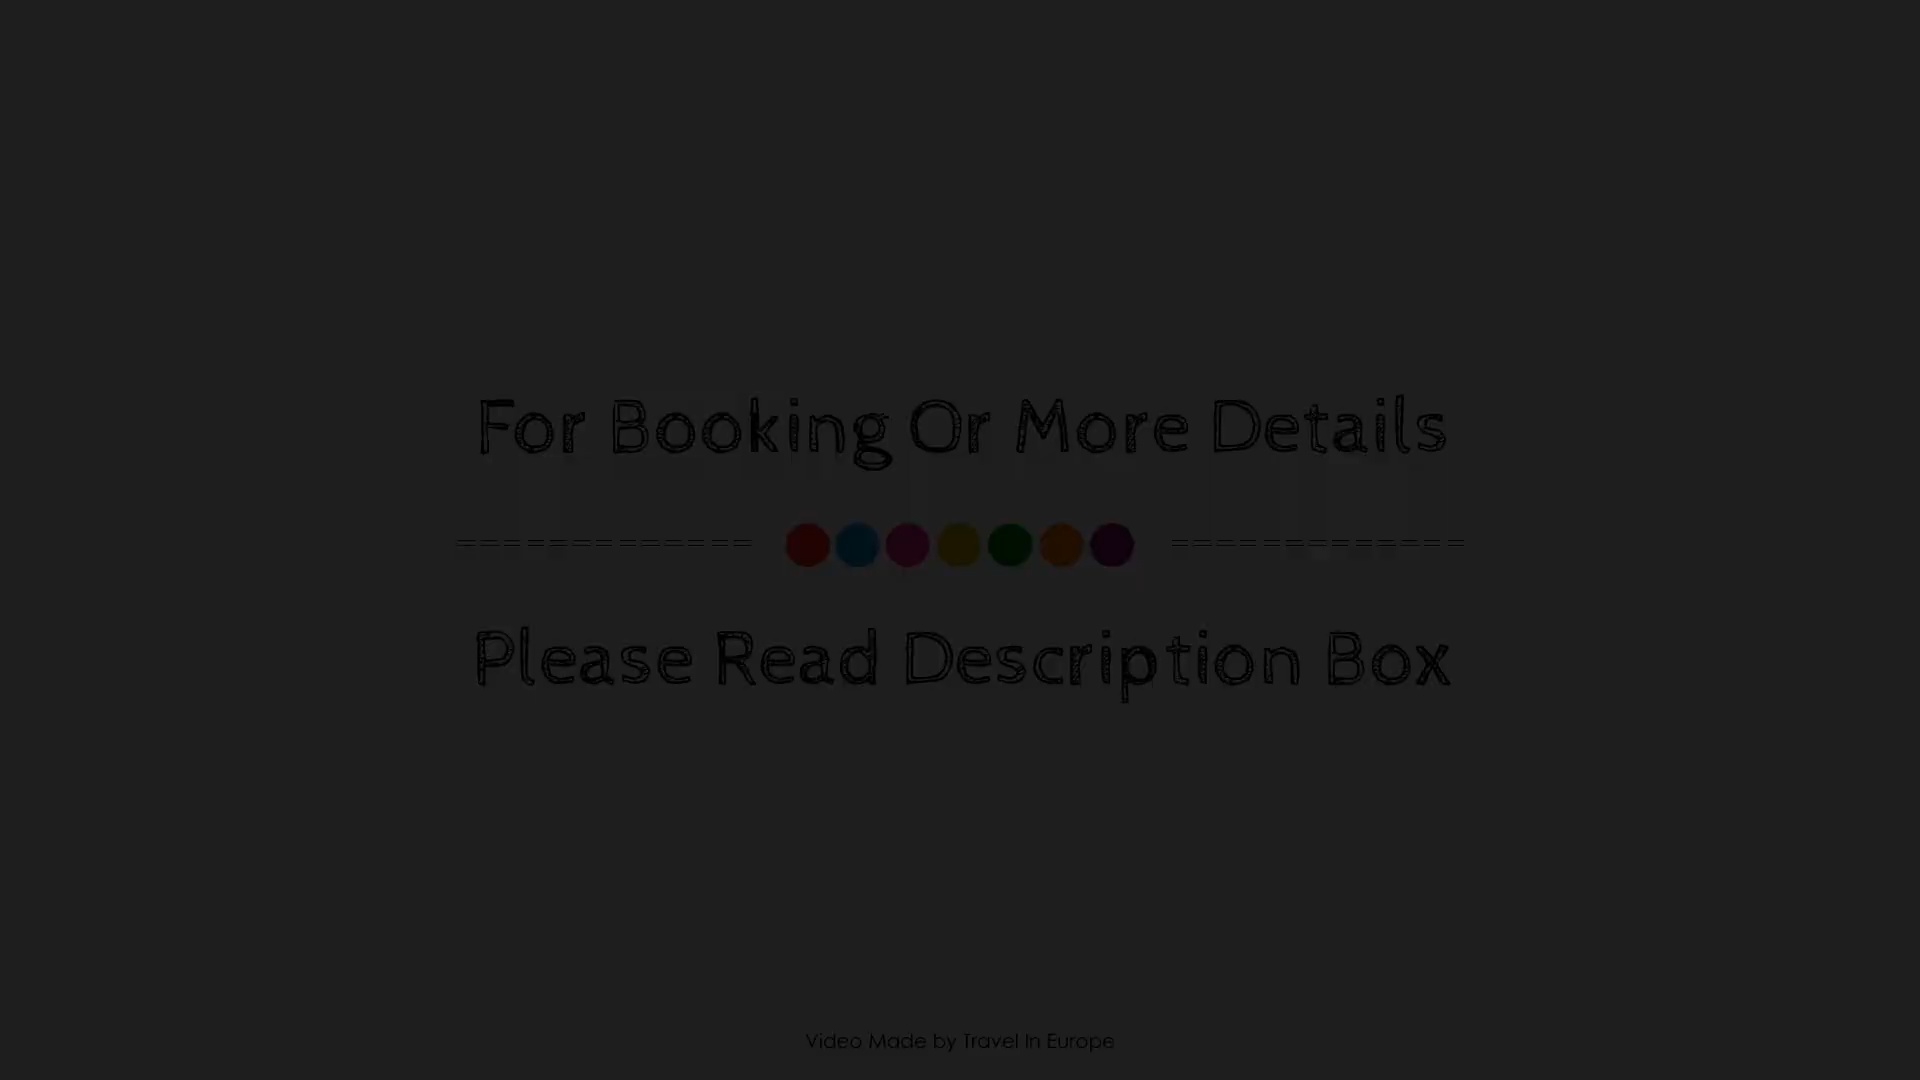 For Booking Or More Details
============= =============
Please Read Description Box
Video Made by Travel In Europe